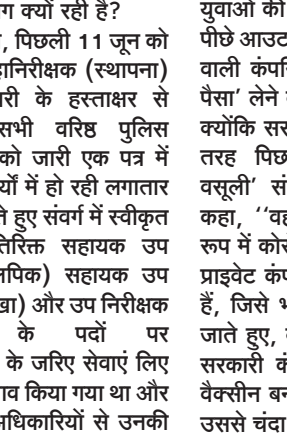 ग क्यों रही है?
, पिछली 11 जून को
हानिरीक्षक (स्थापना)
री के हस्ताक्षर से
सभी वरिष्ठ पुलिस
को जारी एक पत्र में
र्यों में हो रही लगातार
ते हुए संवर्ग में स्वीकृत
तिरिक्त सहायक उप
लपिक) सहायक उप
खा) और उप निरीक्षक
के पदों पर
के जरिए सेवाएं लिए
ाव किया गया था और
अधिकारियों से उनकी
युवाओं की
पीछे आउट
वाली कंपनि
पैसा' लेने
क्योंकि सर
तरह पिछ
वसूली' सं
कहा, ''वह
रूप में कोर
प्राइवेट कंप
हैं, जिसे भ
जाते हुए,
सरकारी कं
वैक्सीन बन
उससे चंदा